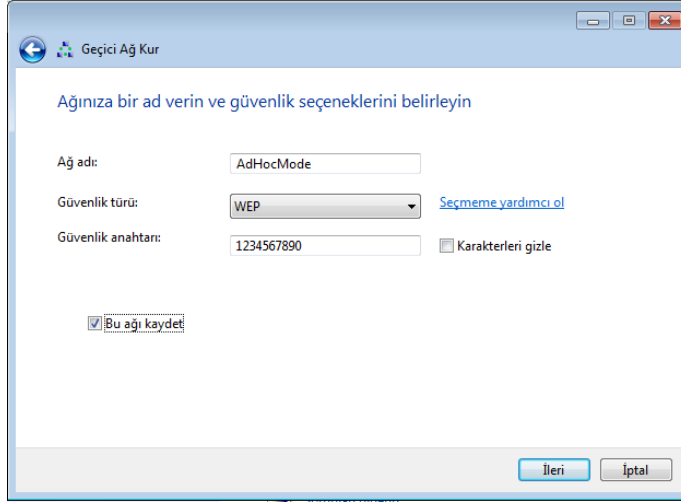 Geçici Ağ Kur
Ağınıza bir ad verin ve güvenlik seçeneklerini belirleyin
Ağ adı: AdHocMode
Güvenlik türü: WEP Seçmeme yardımcı ol
Güvenlik anahtarı: 1234567890 Karakterleri gizle
Bu ağı kaydet
İleri İptal